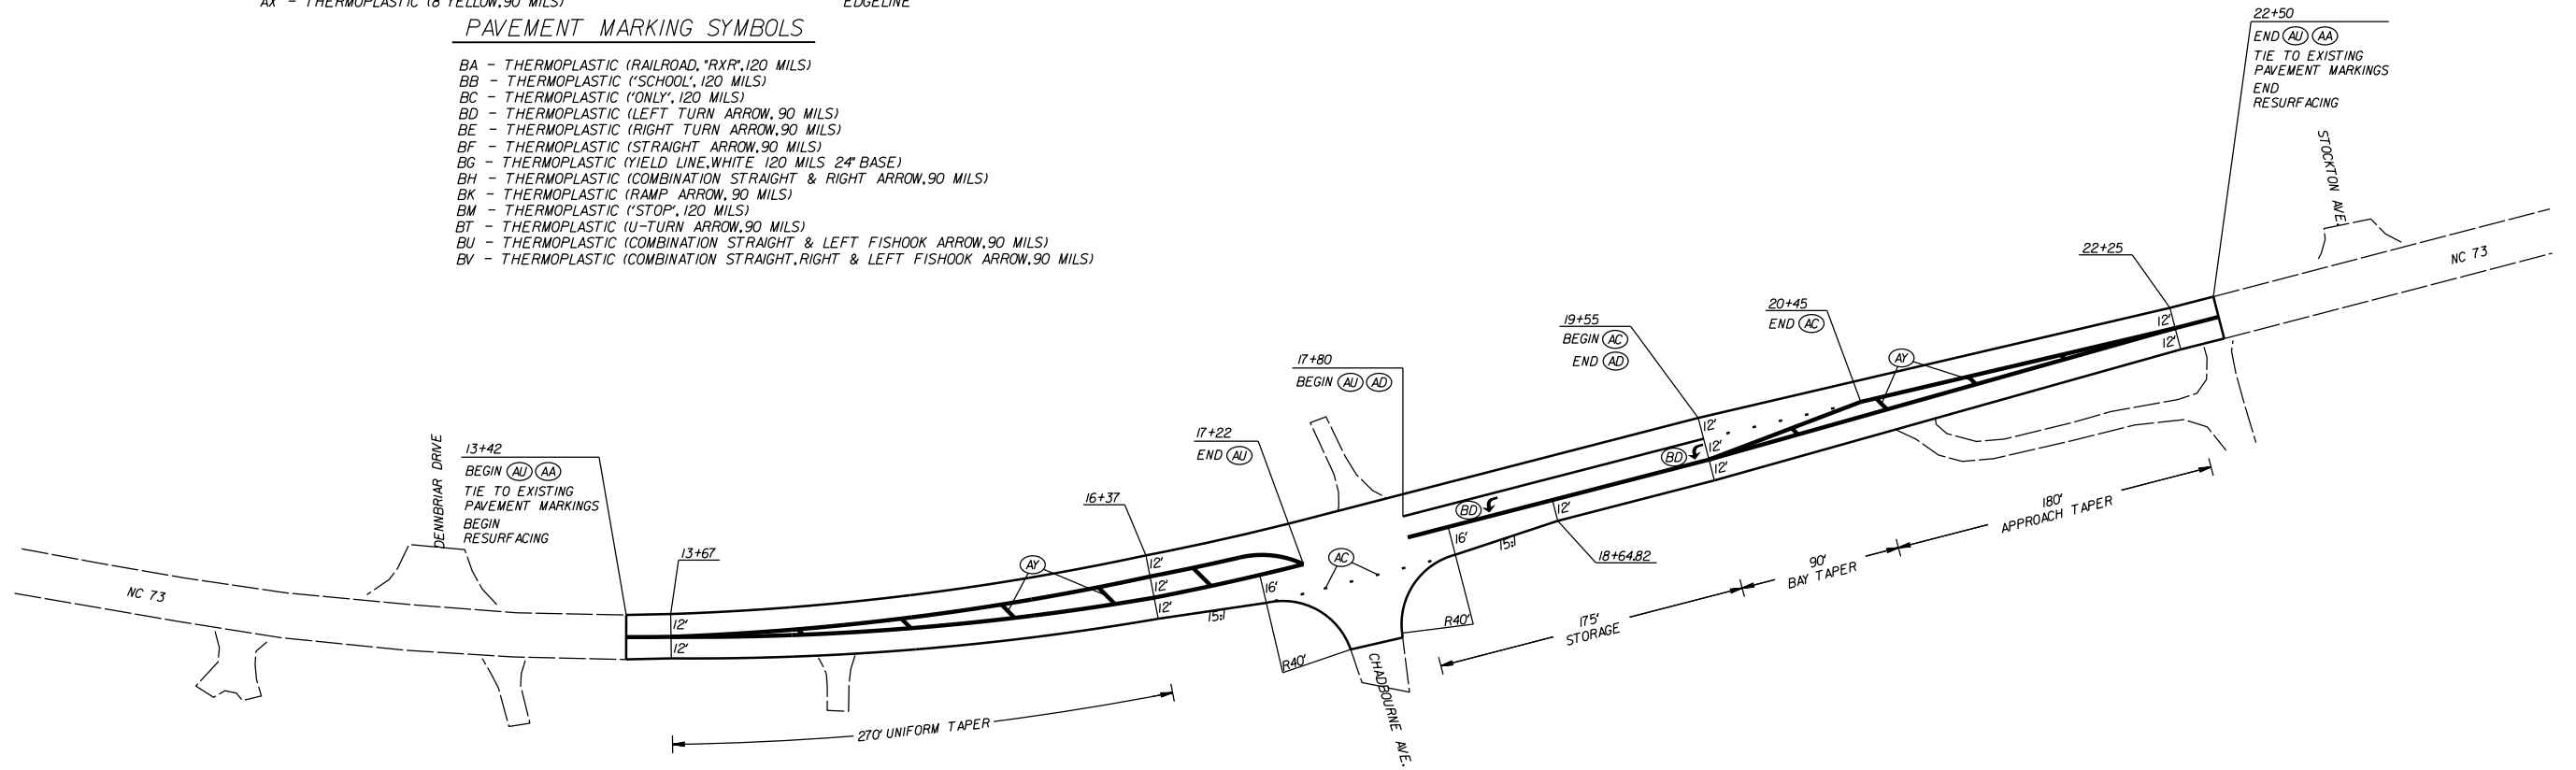 AX - THERMOPLASTIC (8 YELLOW,90 MILS)
EDGELINE
PAVEMENT MARKING SYMBOLS
BA - THERMOPLASTIC (RAILROAD,"RXR",120 MILS)
BB - THERMOPLASTIC ('SCHOOL',120 MILS)
BC - THERMOPLASTIC ('ONLY',120 MILS)
BD - THERMOPLASTIC (LEFT TURN ARROW,90 MILS)
BE - THERMOPLASTIC (RIGHT TURN ARROW,90 MILS)
BF - THERMOPLASTIC (STRAIGHT ARROW,90 MILS)
BG - THERMOPLASTIC (YIELD LINE,WHITE 120 MILS 24" BASE)
BH - THERMOPLASTIC (COMBINATION STRAIGHT & RIGHT ARROW,90 MILS)
BK - THERMOPLASTIC (RAMP ARROW,90 MILS)
BM - THERMOPLASTIC ('STOP',120 MILS)
BT - THERMOPLASTIC (U-TURN ARROW,90 MILS)
BU - THERMOPLASTIC (COMBINATION STRAIGHT & LEFT FISHOOK ARROW,90 MILS)
BV - THERMOPLASTIC (COMBINATION STRAIGHT,RIGHT & LEFT FISHOOK ARROW,90 MILS)
22+50
END AU AA
TIE TO EXISTING
PAVEMENT MARKINGS
END
RESURFACING
STOCKTON AVE.
NC 73
22+25
12'
12'
20+45
END AC
AY
19+55
BEGIN AC
END AD
12'
12'
12'
BD
17+80
BEGIN AU AD
BD
12'
16'
15:1
18+64.82
17+22
END AU
AC
16+37
12'
12'
12'
16'
15:1
AY
DENNBRIAR DRIVE
13+42
BEGIN AU AA
TIE TO EXISTING
PAVEMENT MARKINGS
BEGIN
RESURFACING
13+67
12'
12'
NC 73
R40'
R40'
CHADBOURNE AVE.
270' UNIFORM TAPER
175'
STORAGE
90'
BAY TAPER
180'
APPROACH TAPER